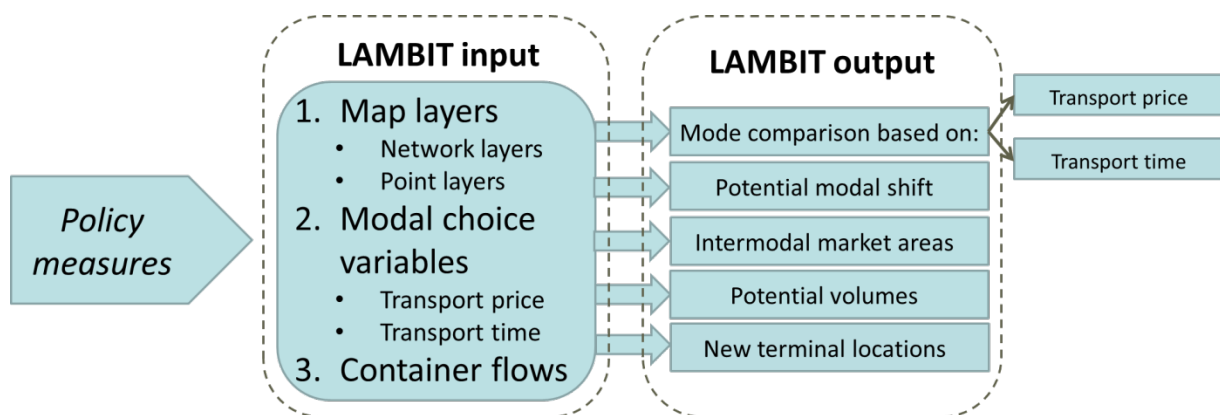 Policy
measures
LAMBIT input
1. Map layers
• Network layers
• Point layers
2. Modal choice
variables
• Transport price
• Transport time
3. Container flows
LAMBIT output
Mode comparison based on:
Potential modal shift
Intermodal market areas
Potential volumes
New terminal locations
Transport price
Transport time